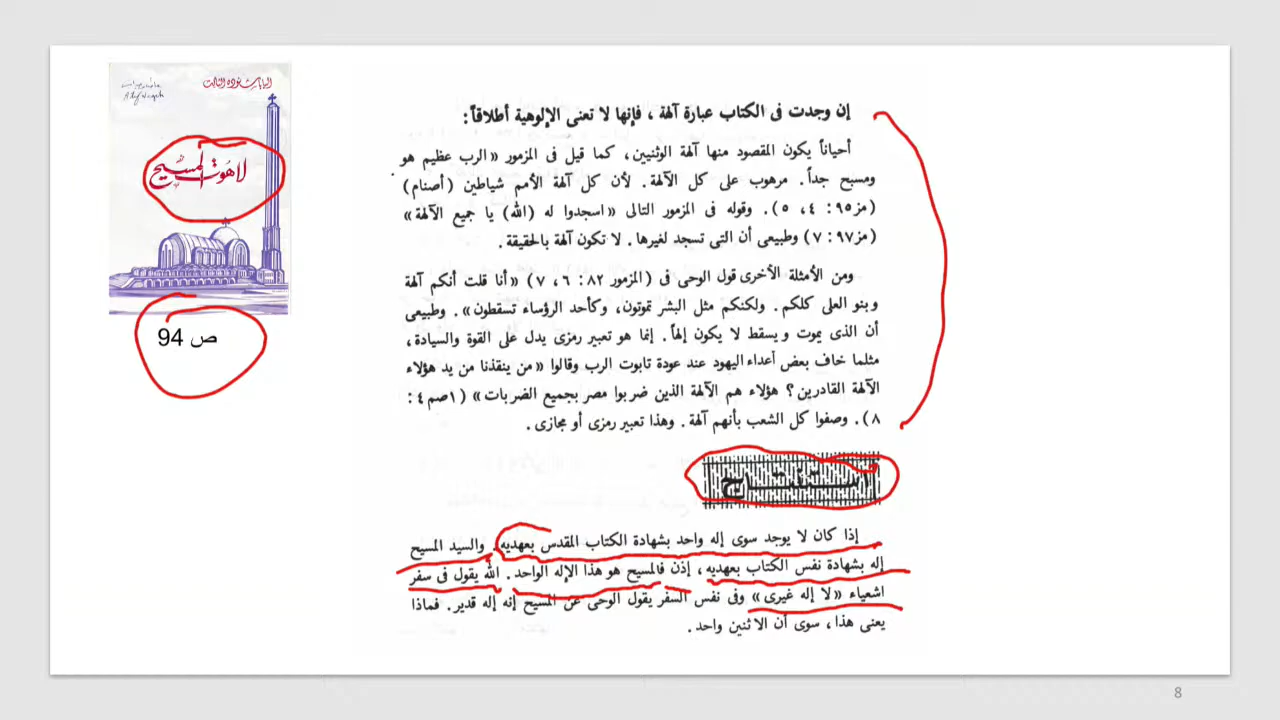 البابا شنوده الثالث
لاهوت المسيح
ص 94
إن وجدت فى الكتاب عبارة آلهة ، فإنها لا تعنى الإلوهية أطلاقاً :
أحياناً يكون المقصود منها آلهة الوثنيين، كما قيل فى المزمور «الرب عظيم هو
ومسبح جداً. مرهوب على كل الآلهة. لأن كل آلهة الأمم شياطين (أصنام)
(مز٩٥: ٤، ٥). وقوله فى المزمور التالى «اسجدوا له (الله) يا جميع الآلهة»
(مز٩٧: ٧) وطبيعى أن التى تسجد لغيرها. لا تكون آلهة بالحقيقة .
ومن الأمثلة الأخرى قول الوحى فى (المزمور ٨٢: ٦، ٧) «أنا قلت أنكم آلهة
وبنو العلى كلكم. ولكنكم مثل البشر تموتون، وكأحد الرؤساء تسقطون». وطبيعى
أن الذى يموت ويسقط لا يكون إلهاً. إنما هو تعبير رمزى يدل على القوة والسيادة،
مثلما خاف بعض أعداء اليهود عند عودة تابوت الرب وقالوا «من ينقذنا من يد هؤلاء
الآلهة القادرين؟ هؤلاء هم الآلهة الذين ضربوا مصر بجميع الضربات» (١صم٤:
٨). وصفوا كل الشعب بأنهم آلهة. وهذا تعبير رمزى أو مجازى .
استنتاج
إذا كان لا يوجد سوى إله واحد بشهادة الكتاب المقدس بعهديه. والسيد المسيح
إله بشهادة نفس الكتاب بعهديه، إذن فالمسيح هو هذا الإله الواحد. الله يقول فى سفر
اشعياء «لا إله غيرى» وفى نفس السفر يقول الوحى عن المسيح إنه إله قدير. فماذا
يعنى هذا، سوى أن الاثنين واحد .
8